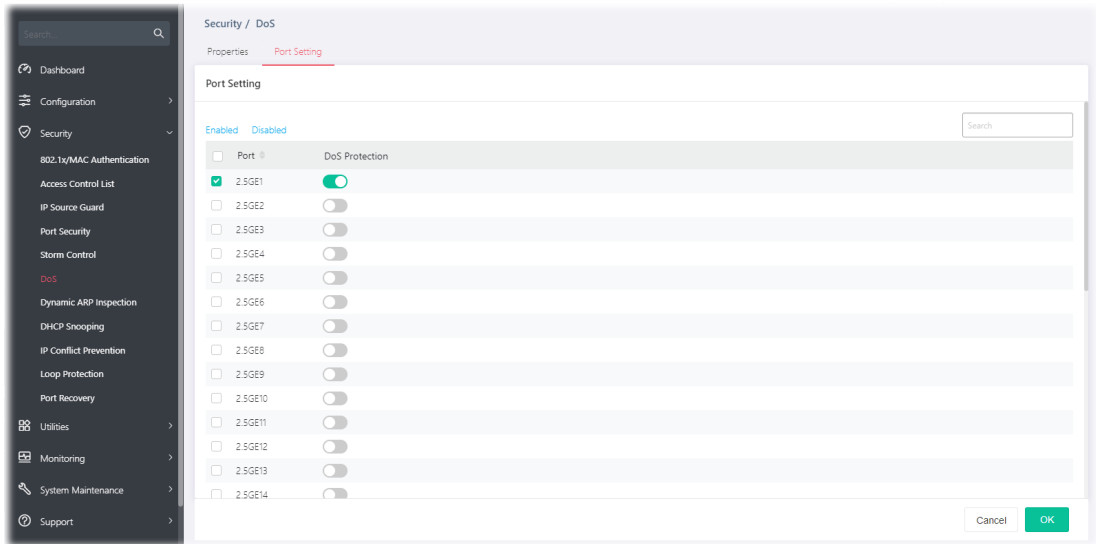 Search..
Dashboard
Configuration
Security
802.1x/MAC Authentication
Access Control List
IP Source Guard
Port Security
Storm Control
DoS
Dynamic ARP Inspection
DHCP Snooping
IP Conflict Prevention
Loop Protection
Port Recovery
Utilities
Monitoring
System Maintenance
Support
Security / DoS
Properties Port Setting
Port Setting
Enabled Disabled Search
Port DoS Protection
2.5GE1
2.5GE2
2.5GE3
2.5GE4
2.5GE5
2.5GE6
2.5GE7
2.5GE8
2.5GE9
2.5GE10
2.5GE11
2.5GE12
2.5GE13
2.5GE14
Cancel OK